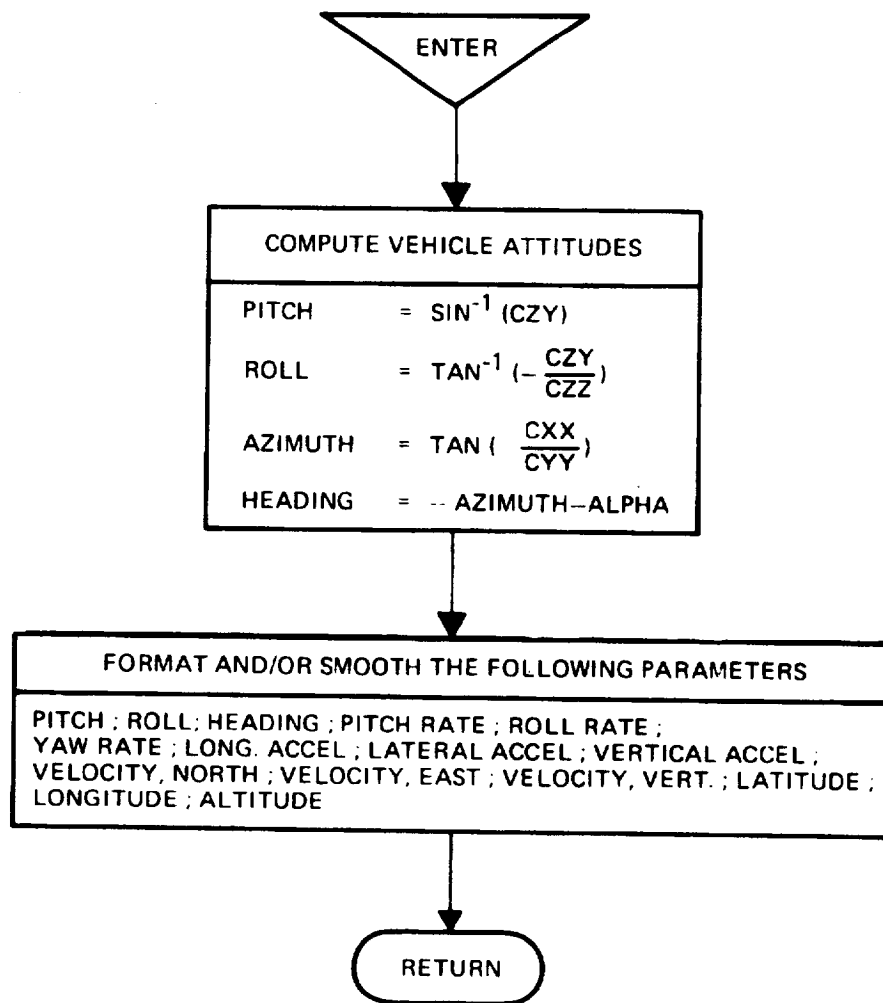 ENTER
COMPUTE VEHICLE ATTITUDES
PITCH = SIN⁻¹ (CZY)
ROLL = TAN⁻¹ (- CZY/CZZ)
AZIMUTH = TAN ( CXX/CYY)
HEADING = -- AZIMUTH–ALPHA
FORMAT AND/OR SMOOTH THE FOLLOWING PARAMETERS
PITCH ; ROLL; HEADING ; PITCH RATE ; ROLL RATE ;
YAW RATE ; LONG. ACCEL ; LATERAL ACCEL ; VERTICAL ACCEL ;
VELOCITY, NORTH ; VELOCITY, EAST ; VELOCITY, VERT. ; LATITUDE ;
LONGITUDE ; ALTITUDE
RETURN